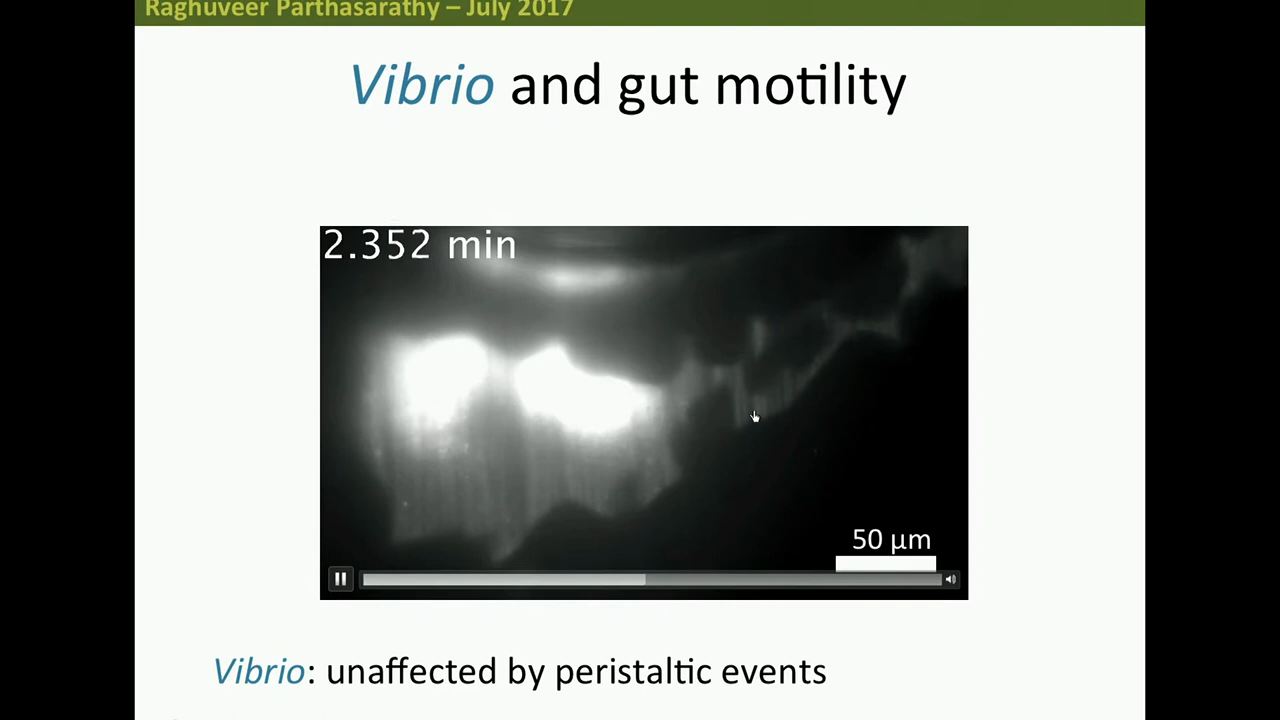 Raghuveer Parthasarathy – July 2017
Vibrio and gut motility
2.352 min
50 µm
Vibrio: unaffected by peristaltic events